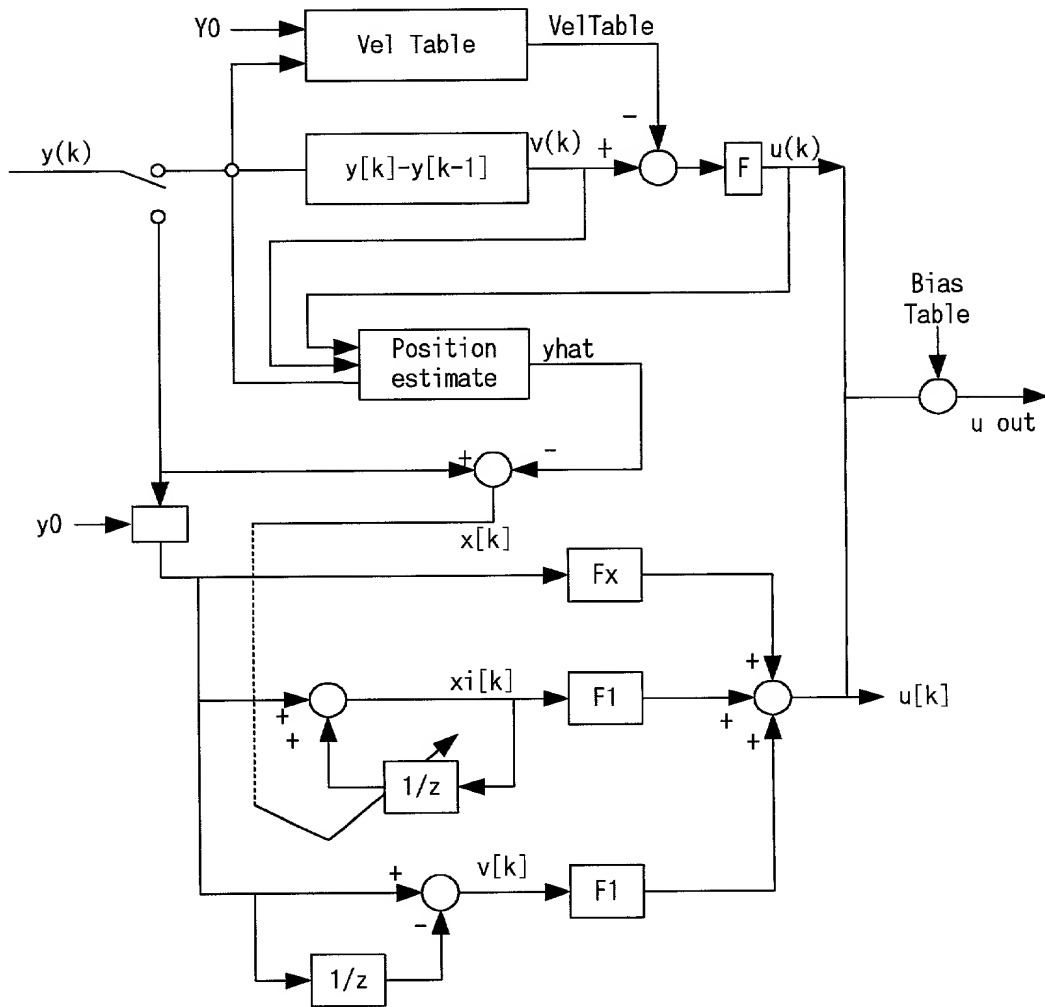 Y0
Vel Table
VelTable
-
y(k)
y[k]-y[k-1]
v(k)
+
F
u(k)
Bias
Table
Position
estimate
yhat
u out
+
-
y0
x[k]
Fx
+
xi[k]
F1
+
+
+
+
u[k]
1/z
v[k]
+
F1
-
1/z